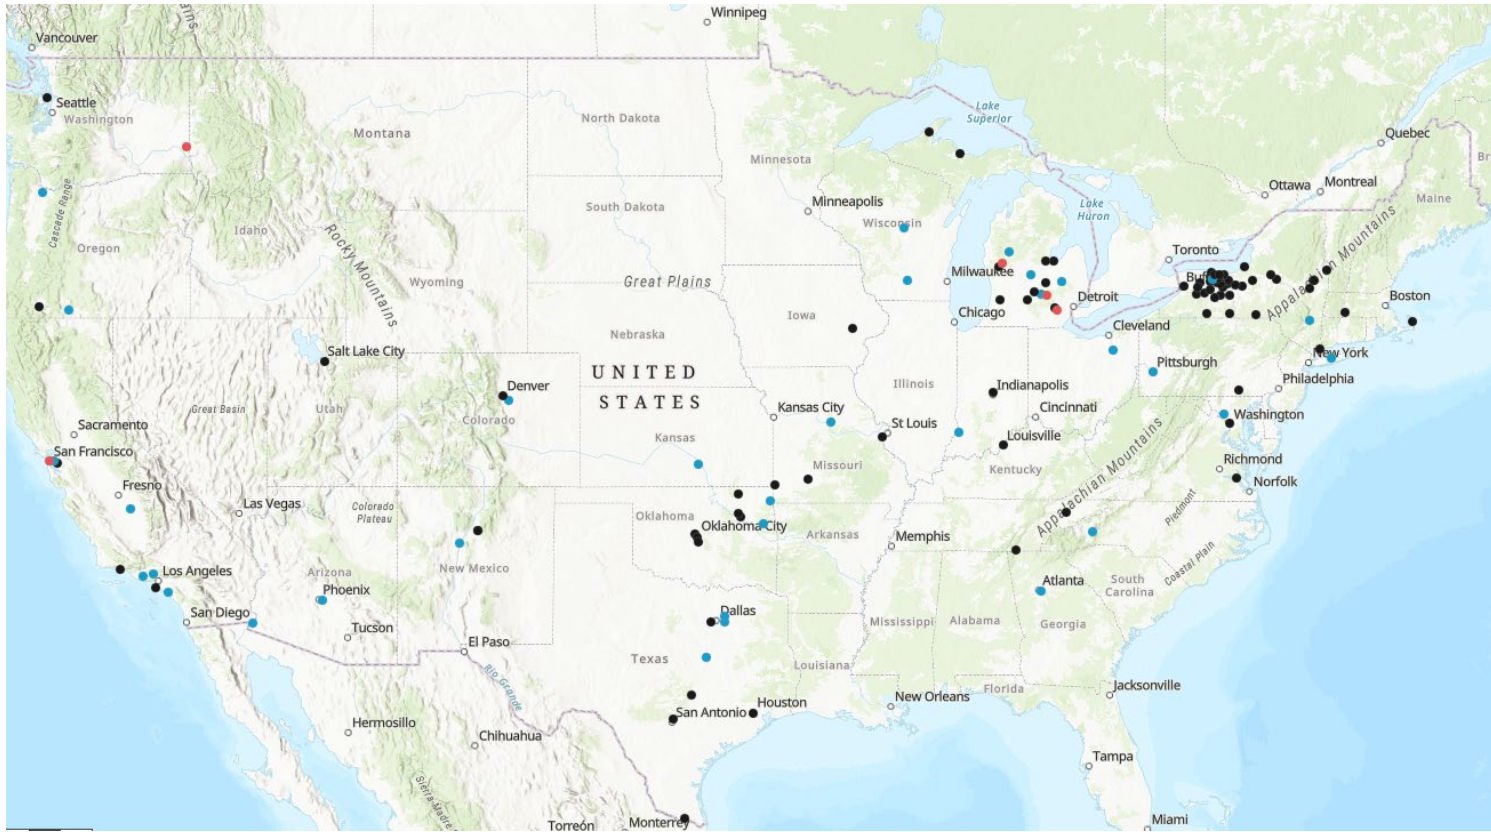 Winnipeg
Vancouver
Seattle
Washington
Montana
North Dakota
Minnesota
Lake
Superior
Quebec
Ottawa
Montreal
Maine
Br
Cascade Range
Oregon
Idaho
Rocky Mountains
South Dakota
Minneapolis
Wisconsin
Lake
Huron
Toronto
Appalachian Mountains
Wyoming
Great Plains
Milwaukee
Buff
Detroit
Boston
Iowa
Chicago
Cleveland
Nebraska
Salt Lake City
UNITED
STATES
Pittsburgh
New York
Philadelphia
Denver
Illinois
Indianapolis
Great Basin
Utah
Colorado
Kansas City
Cincinnati
Washington
Sacramento
San Francisco
Kansas
St Louis
Louisville
Missouri
Kentucky
Appalachian Mountains
Richmond
Norfolk
Fresno
Las Vegas
Colorado
Plateau
Oklahoma
Oklahoma City
Arkansas
Memphis
Piedmont
Coastal Plain
Los Angeles
Arizona
Phoenix
New Mexico
Atlanta
South
Carolina
San Diego
Tucson
El Paso
Dallas
Mississippi
Alabama
Georgia
Texas
Louisiana
Rio Grande
Jacksonville
Florida
New Orleans
San Antonio
Houston
Hermosillo
Chihuahua
Tampa
Sierra Madre
Torreón
Monterrey
Miami